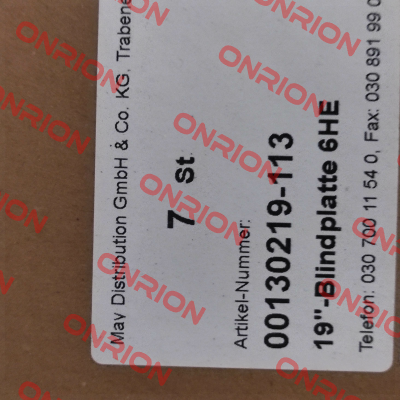 May Distribution GmbH & Co. KG, Trabene
7 St
Artikel-Nummer:
00130219-113
19"-Blindplatte 6HE
Telefon: 030 700 11 54 0, Fax: 030 891 99 0
ONRION